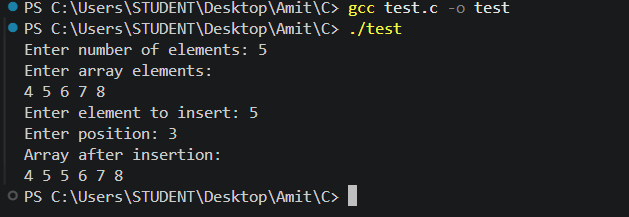 PS C:\Users\STUDENT\Desktop\Amit\C> gcc test.c -o test
PS C:\Users\STUDENT\Desktop\Amit\C> ./test
Enter number of elements: 5
Enter array elements:
4 5 6 7 8
Enter element to insert: 5
Enter position: 3
Array after insertion:
4 5 5 6 7 8
PS C:\Users\STUDENT\Desktop\Amit\C>